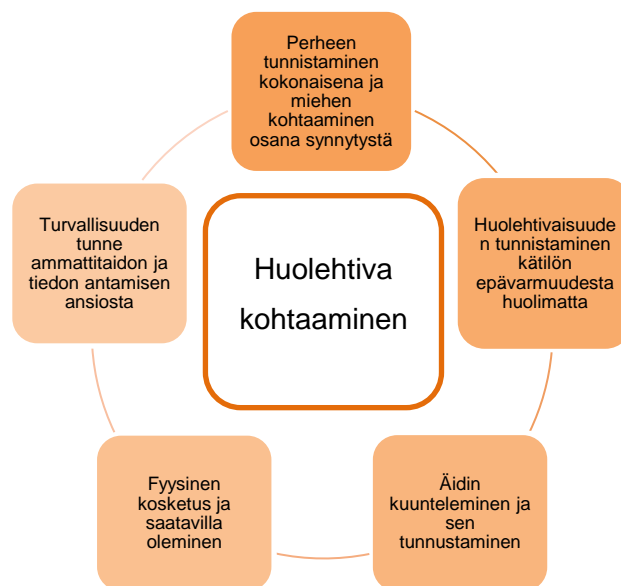 Perheen
tunnistaminen
kokonaisena ja
miehen
kohtaaminen
osana synnytystä
Turvallisuuden
tunne
ammattitaidon ja
tiedon antamisen
ansiosta
Huolehtiva
kohtaaminen
Huolehtivaisuude
n tunnistaminen
kätilön
epävarmuudesta
huolimatta
Fyysinen
kosketus ja
saatavilla
oleminen
Äidin
kuunteleminen ja
sen
tunnustaminen